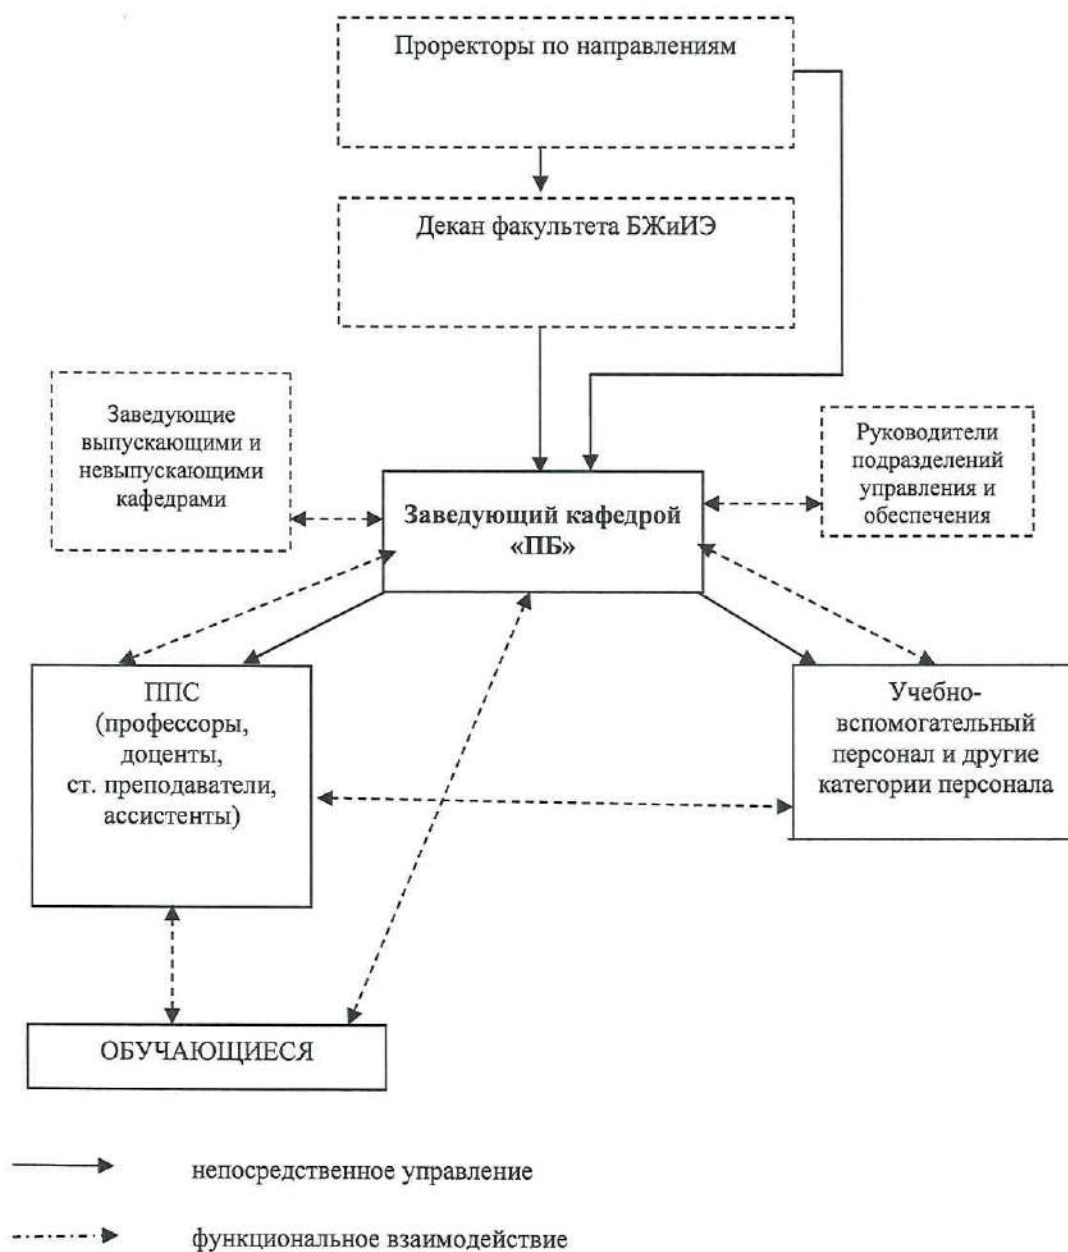 Проректоры по направлениям
Декан факультета БЖиИЭ
Заведующие
выпускающими и
невыпускающими
кафедрами
Руководители
подразделений
управления и
обеспечения
Заведующий кафедрой
«ПБ»
ППС
(профессоры,
доценты,
ст. преподаватели,
ассистенты)
Учебно-
вспомогательный
персонал и другие
категории персонала
ОБУЧАЮЩИЕСЯ
непосредственное управление
функциональное взаимодействие